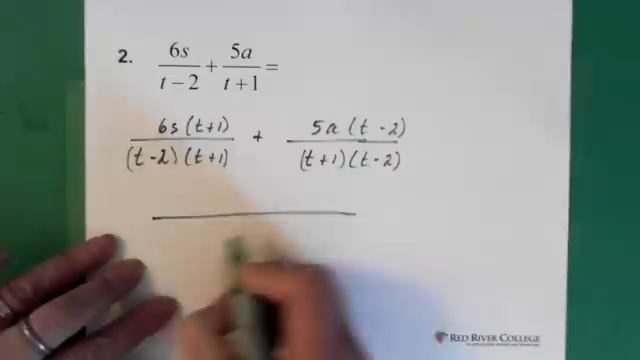 2. 6s/(t − 2) + 5a/(t + 1) =
6s(t+1)/((t-2)(t+1)) + 5a(t-2)/((t+1)(t-2))
RED RIVER COLLEGE